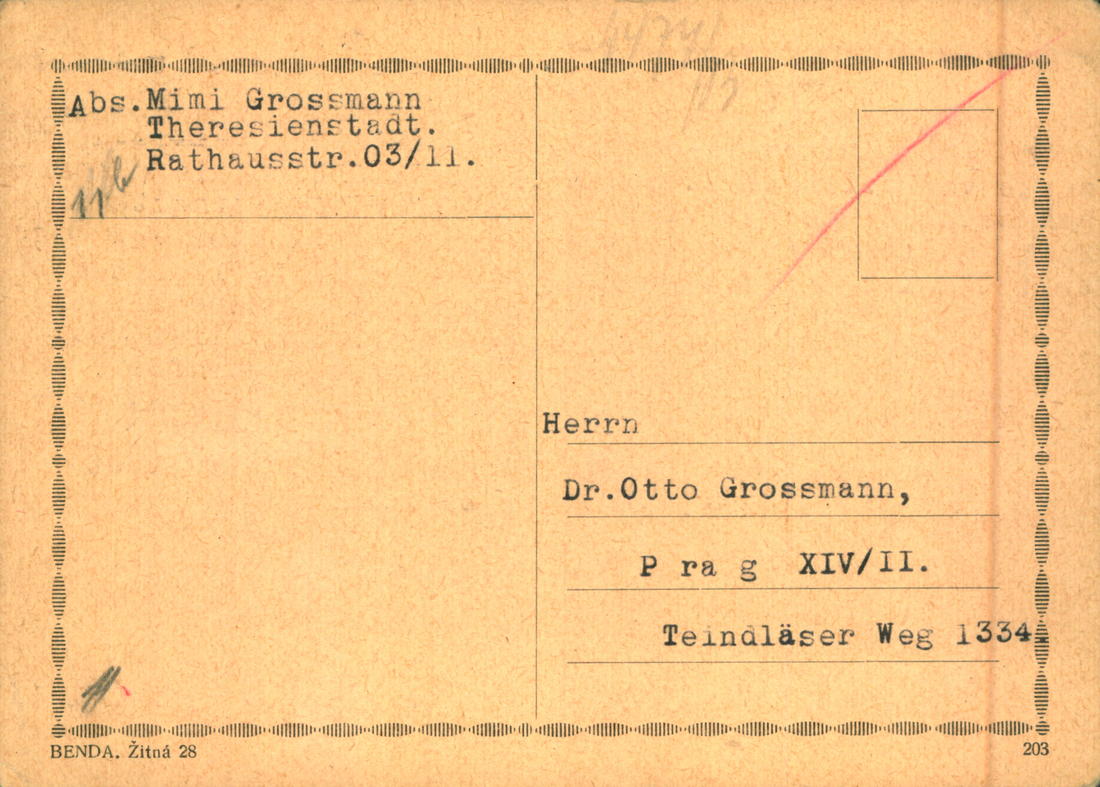 Abs.Mimi Grossmann
Theresienstadt.
Rathausstr.03/11.
Herrn
Dr.Otto Grossmann,
P ra g XIV/II.
Teindläser Weg 1334.
BENDA. Žitná 28
203